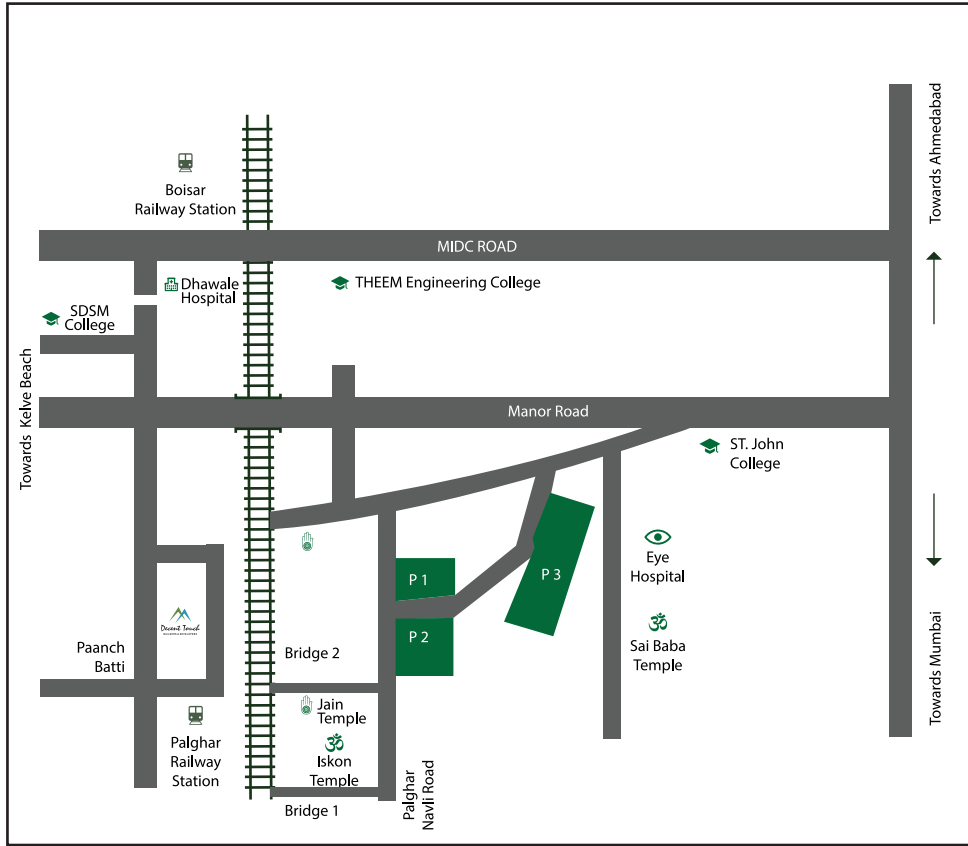 Towards Ahmedabad
Boisar
Railway Station
MIDC ROAD
Dhawale
Hospital
THEEM Engineering College
SDSM
College
Towards Kelve Beach
Manor Road
ST. John
College
Eye
Hospital
P 1
P 3
P 2
Decent Touch
Paanch
Batti
Bridge 2
Sai Baba
Temple
Towards Mumbai
Jain
Temple
Palghar
Railway
Station
Iskon
Temple
Bridge 1
Palghar
Navli Road